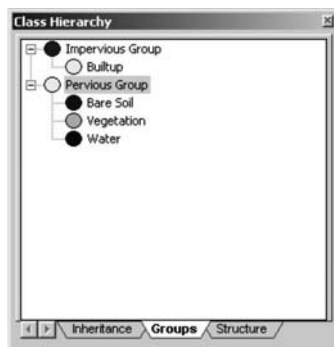 Class Hierarchy
Impervious Group
Builtup
Pervious Group
Bare Soil
Vegetation
Water
Inheritance Groups Structure